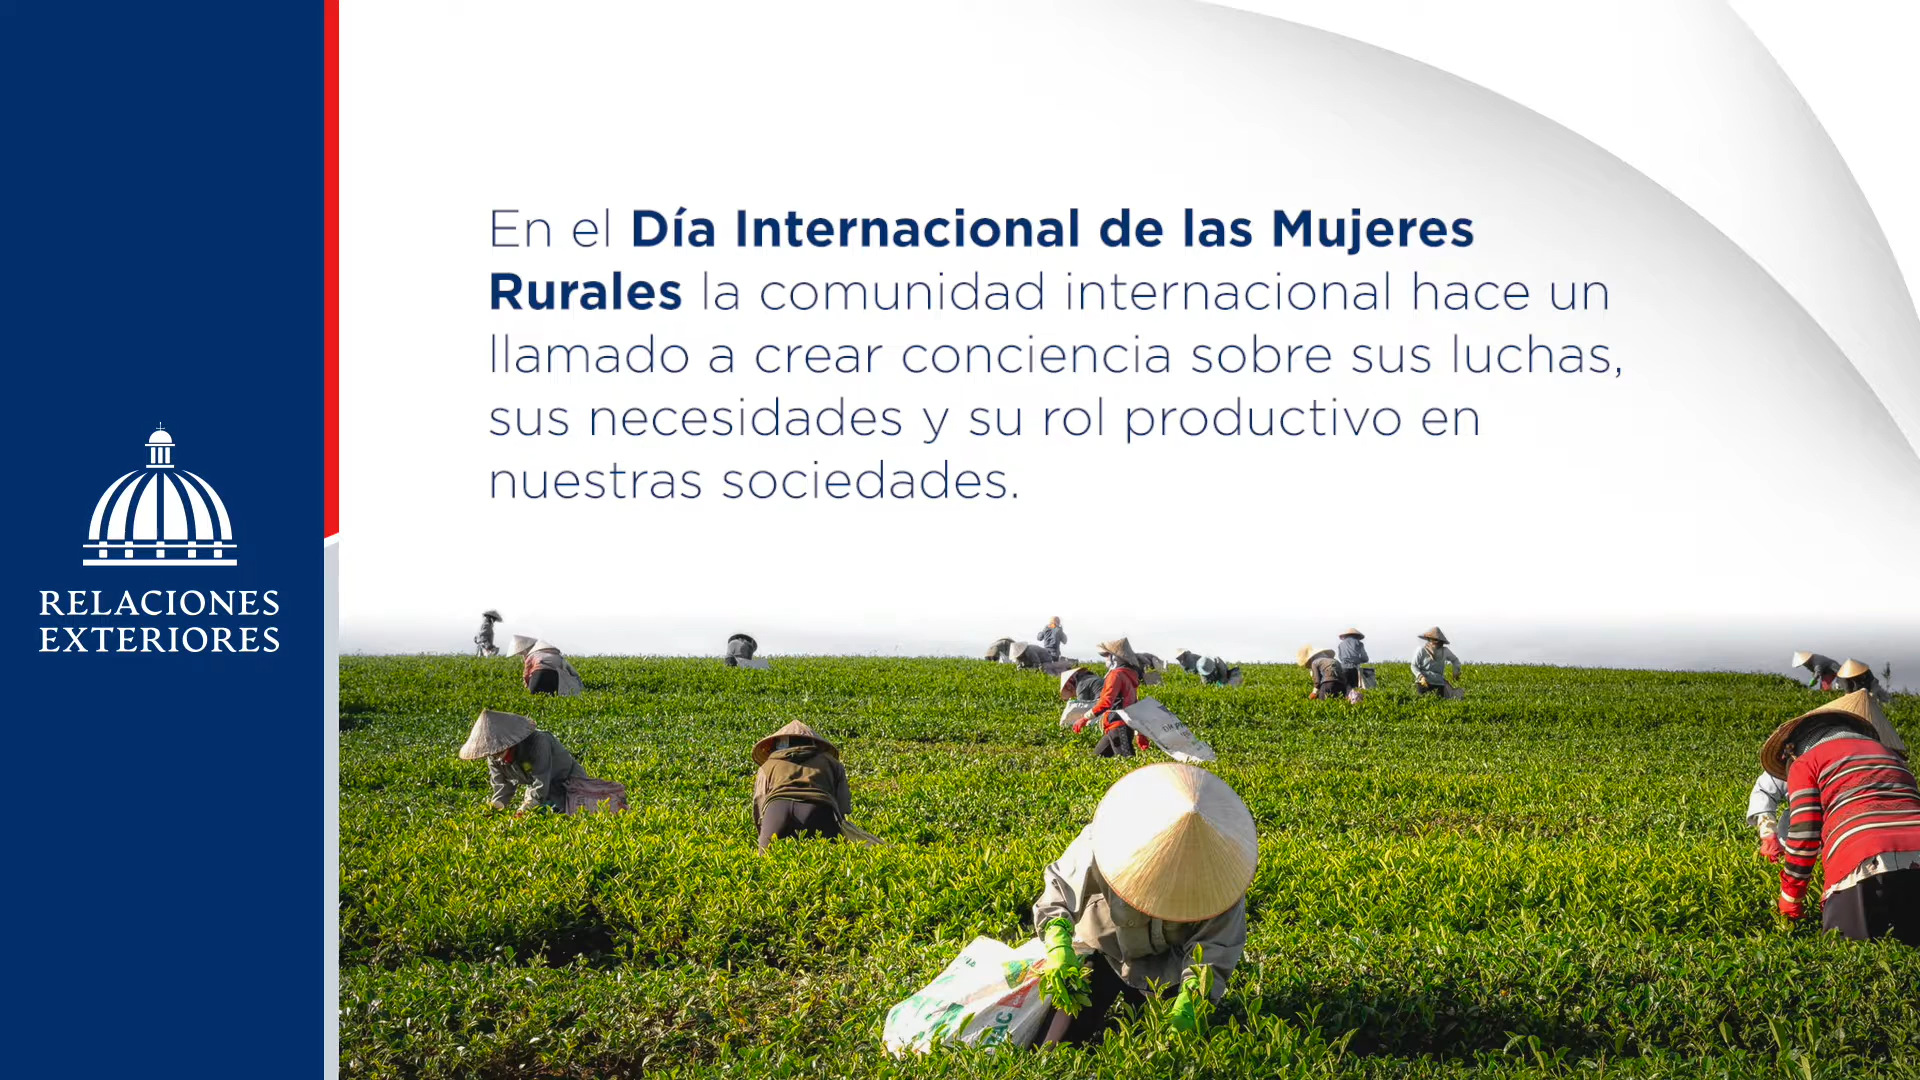 En el Día Internacional de las Mujeres
Rurales la comunidad internacional hace un
llamado a crear conciencia sobre sus luchas,
sus necesidades y su rol productivo en
nuestras sociedades.
RELACIONES
EXTERIORES